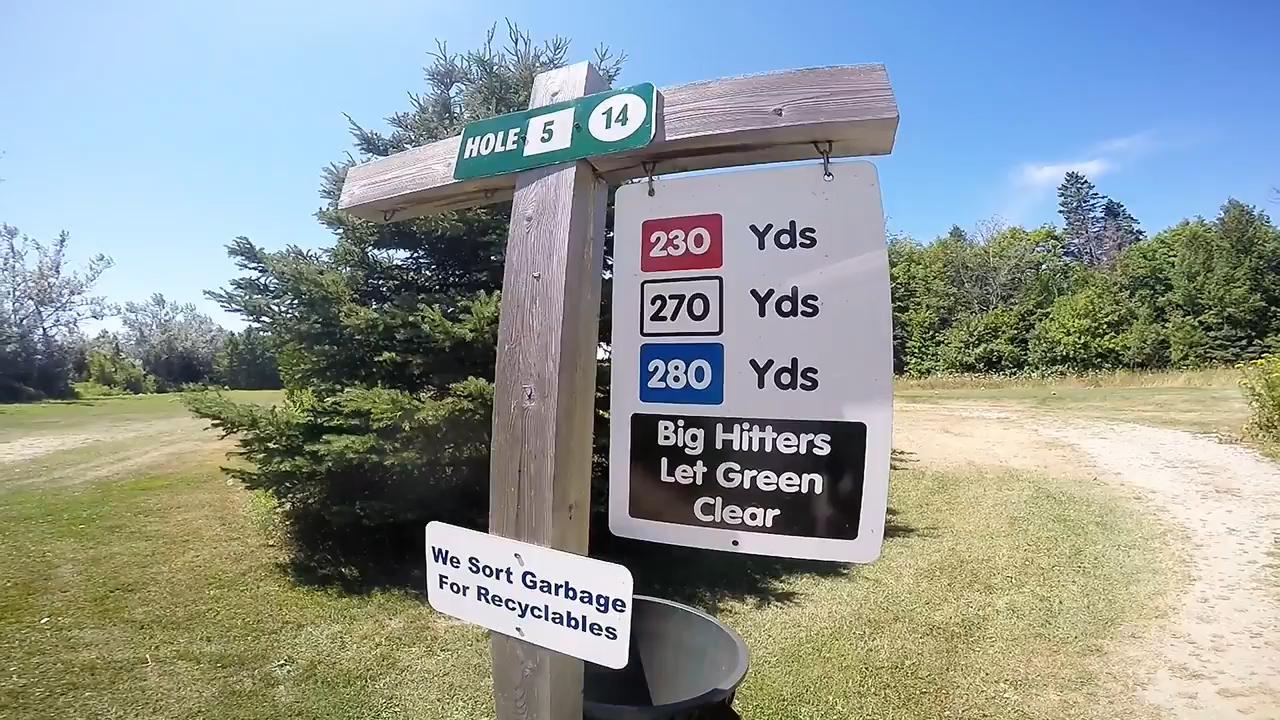 HOLE 5 14
230 Yds
270 Yds
280 Yds
Big Hitters
Let Green
Clear
We Sort Garbage
For Recyclables